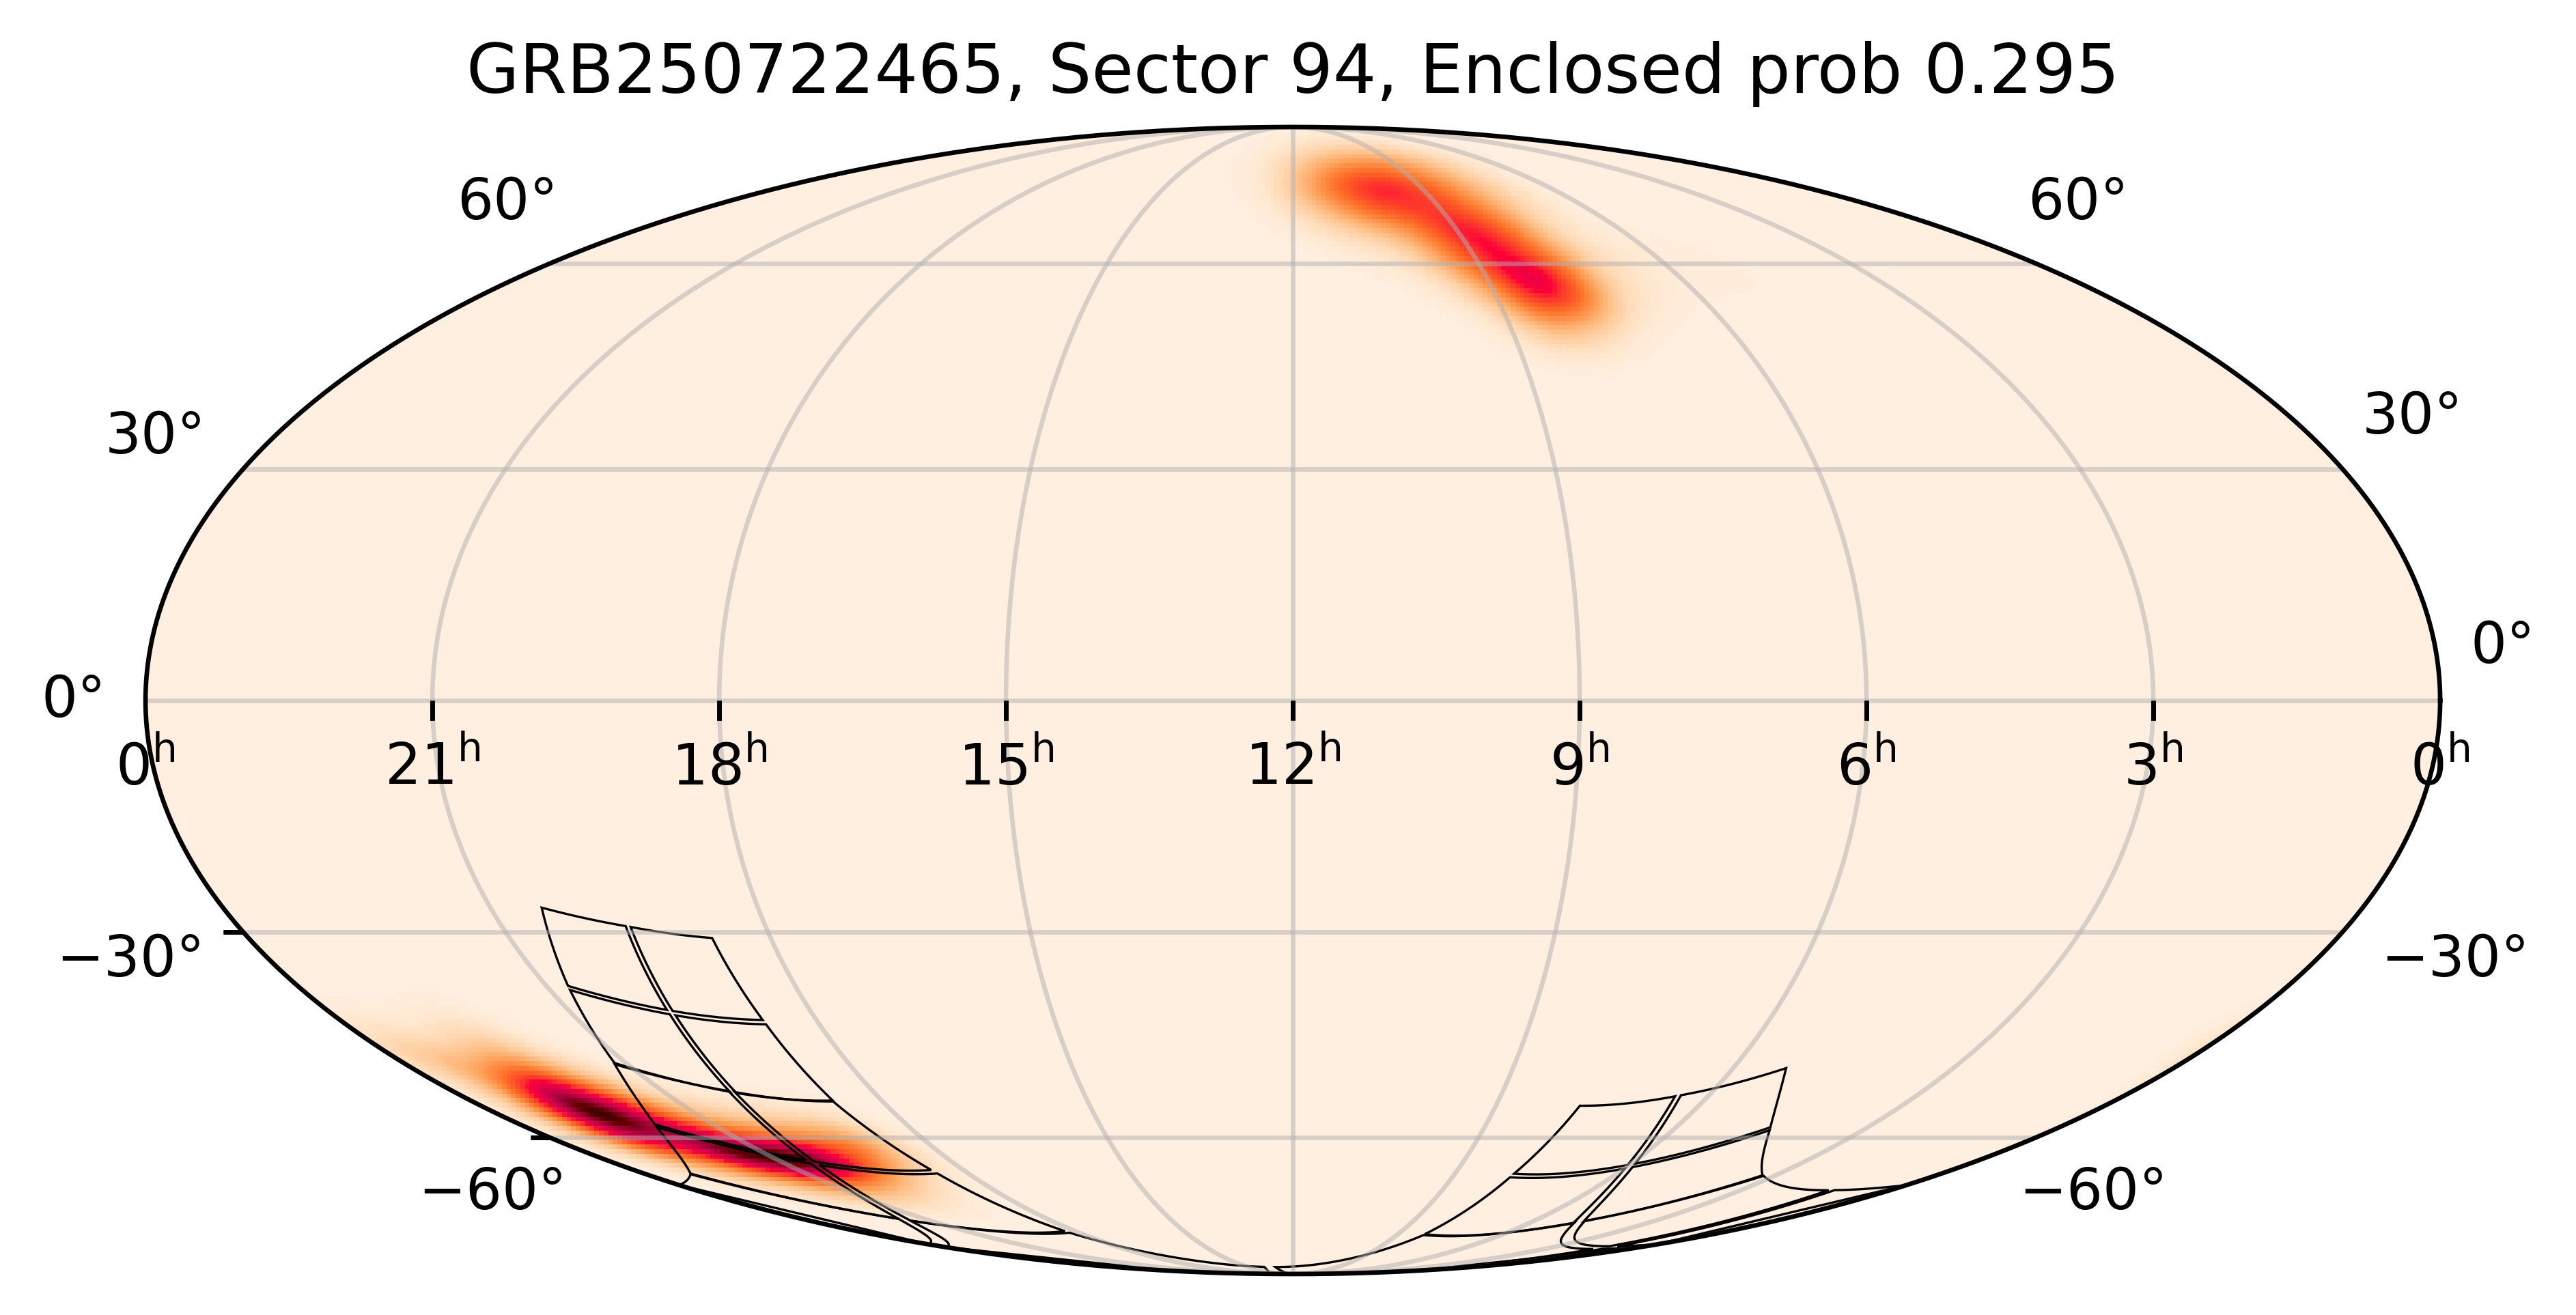 GRB250722465, Sector 94, Enclosed prob 0.295
60° 60°
30° 30°
0° 0°
0ʰ 21ʰ 18ʰ 15ʰ 12ʰ 9ʰ 6ʰ 3ʰ 0ʰ
−30° −30°
−60° −60°